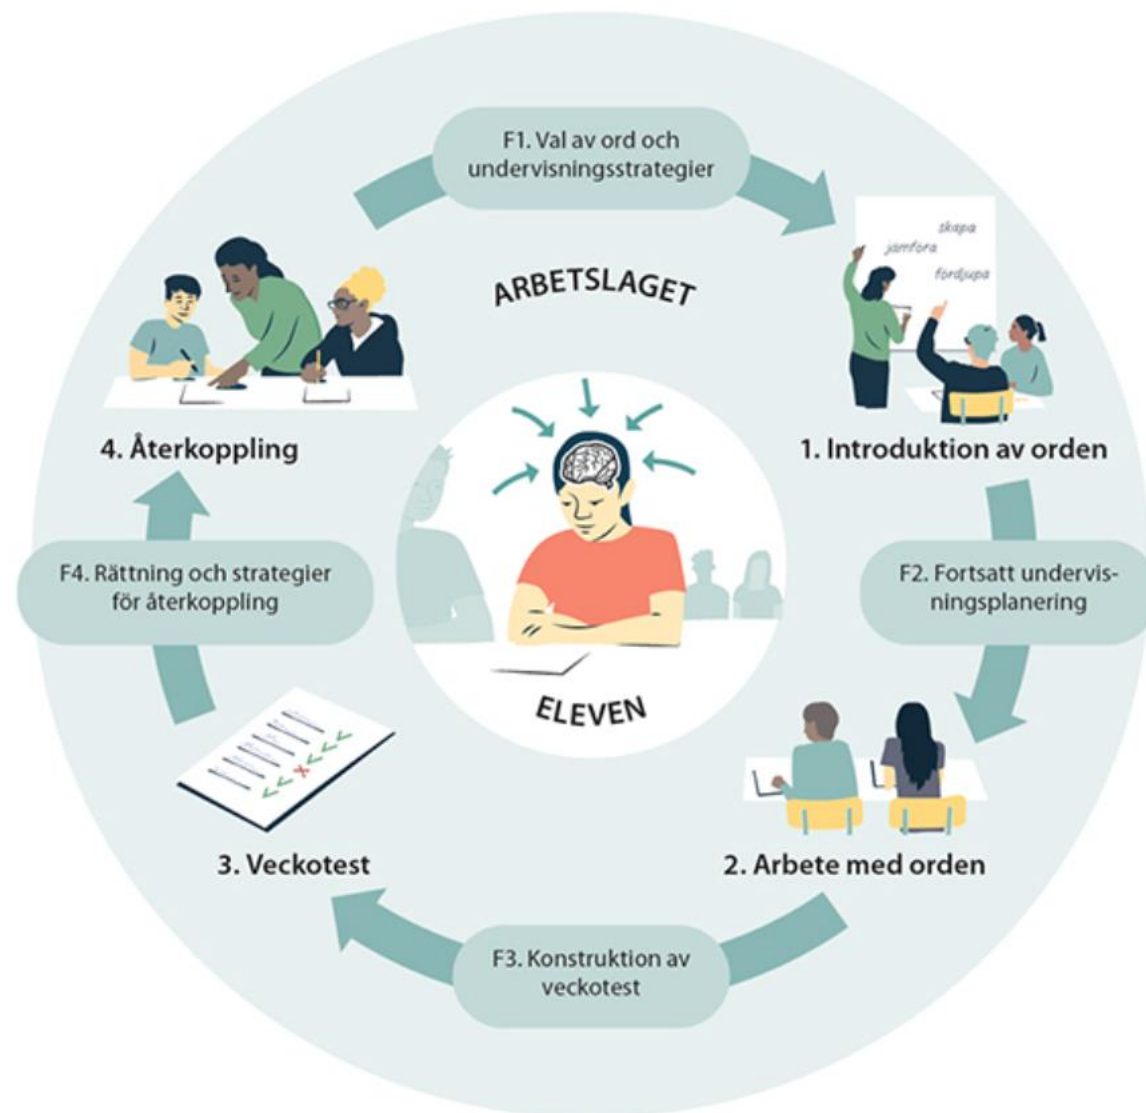 F1. Val av ord och
undervisningsstrategier
skapa
jämföra
fördjupa
ARBETSLAGET
4. Återkoppling
1. Introduktion av orden
F4. Rättning och strategier
för återkoppling
F2. Fortsatt undervis-
ningsplanering
ELEVEN
3. Veckotest
2. Arbete med orden
F3. Konstruktion av
veckotest